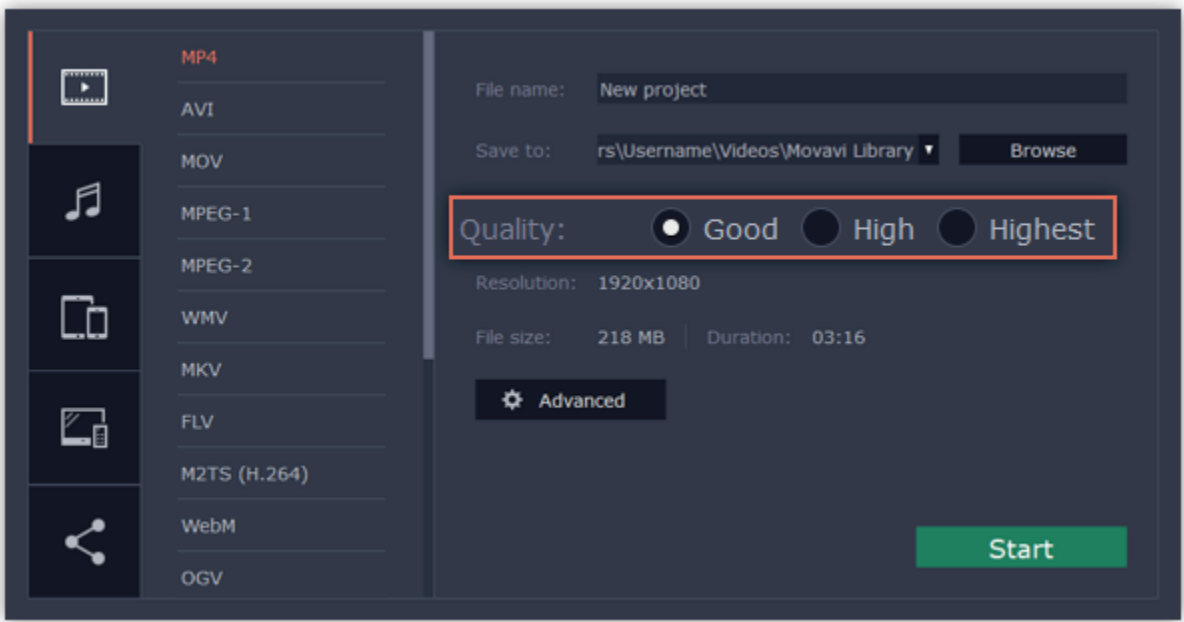 MP4
AVI
MOV
MPEG-1
MPEG-2
WMV
MKV
FLV
M2TS (H.264)
WebM
OGV
File name: New project
Save to: rs\Username\Videos\Movavi Library Browse
Quality: Good High Highest
Resolution: 1920x1080
File size: 218 MB Duration: 03:16
Advanced
Start